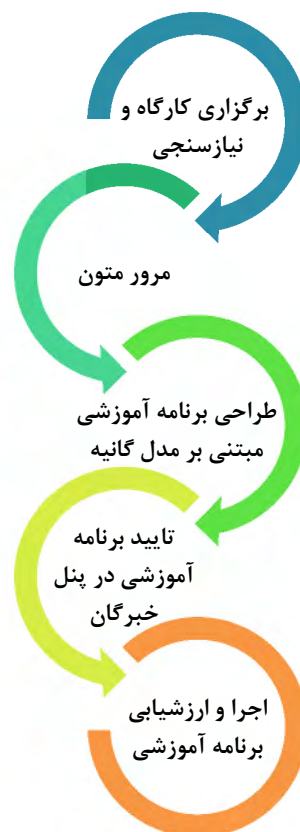 برگزاری کارگاه و
نیازسنجی
مرور متون
طراحی برنامه آموزشی
مبتنی بر مدل گانیه
تایید برنامه
آموزشی در پنل
خبرگان
اجرا و ارزشیابی
برنامه آموزشی